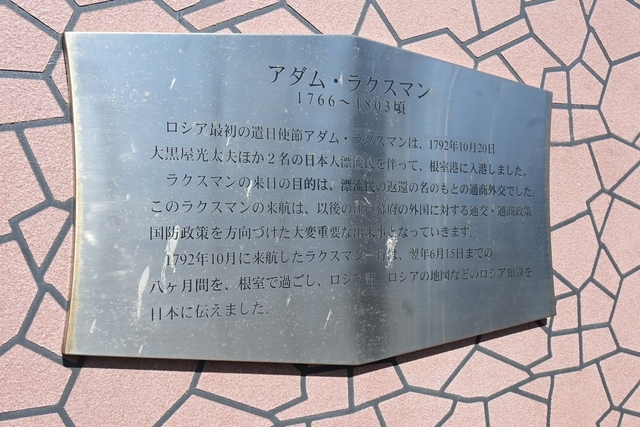 アダム・ラクスマン
1766～1803頃
ロシア最初の遣日使節アダム・ラクスマンは、1792年10月20日
大黒屋光太夫ほか2名の日本人漂流民を伴って、根室港に入港しました。
ラクスマンの来日の目的は、漂流民の返還の名のもとの通商外交でした。
このラクスマンの来航は、以後の江戸幕府の外国に対する通交・通商政策
国防政策を方向づけた大変重要な出来事となっていきます。
1792年10月に来航したラクスマン一行は、翌年6月15日までの
八ヶ月間を、根室で過ごし、ロシア語、ロシアの地図などのロシア知識を
日本に伝えました。